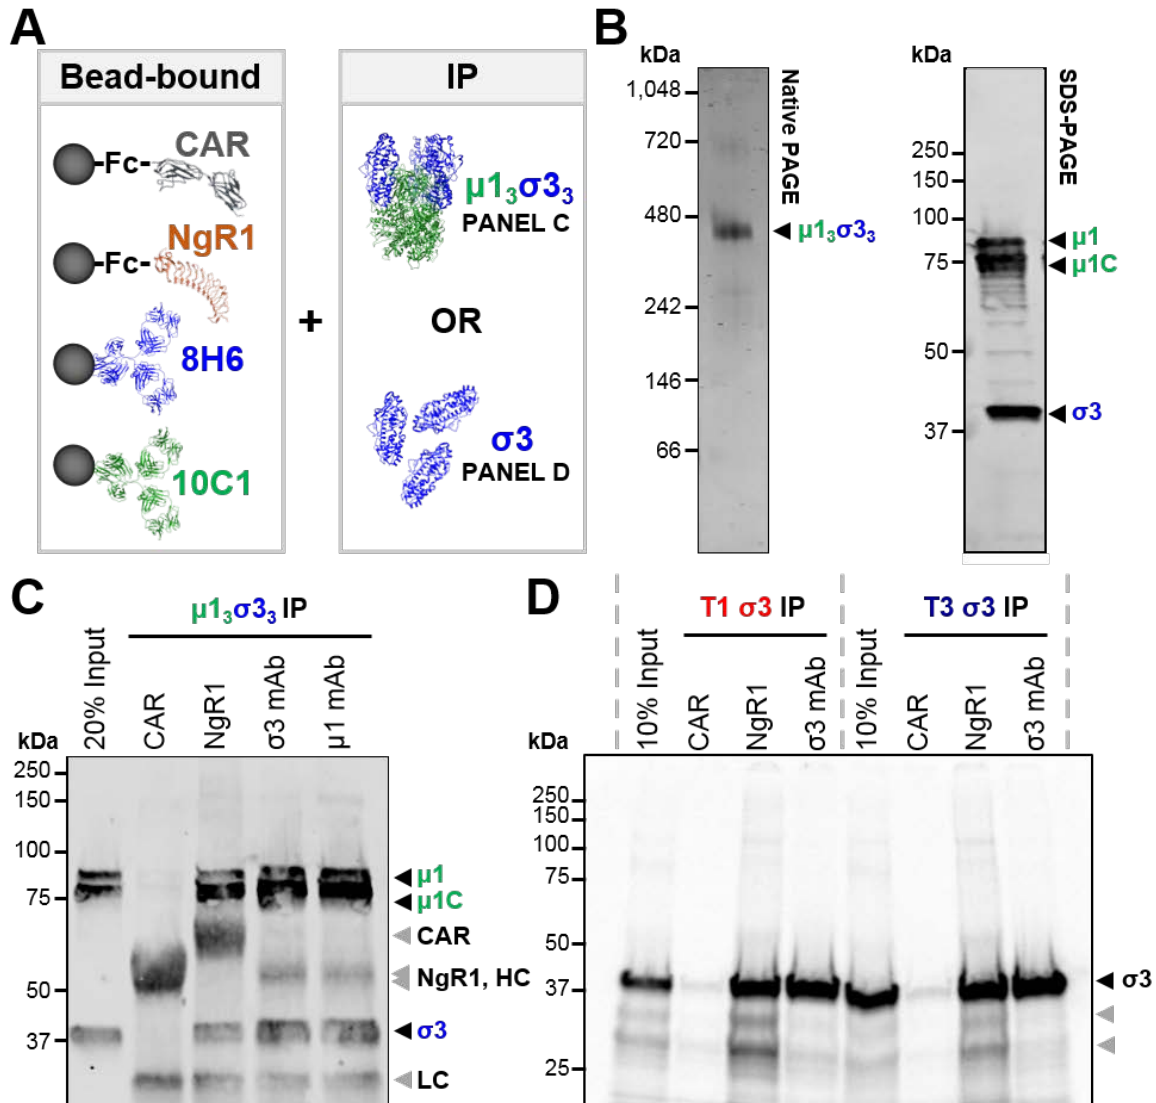 A
Bead-bound
IP
-Fc-
CAR
-Fc-
NgR1
8H6
10C1
+
μ1₃σ3₃
PANEL C
OR
σ3
PANEL D
B
kDa
1,048
720
480
242
146
66
Native PAGE
μ1₃σ3₃
kDa
250
150
100
75
50
37
SDS-PAGE
μ1
μ1C
σ3
C
μ1₃σ3₃ IP
20% Input
CAR
NgR1
σ3 mAb
μ1 mAb
kDa
250
150
100
75
50
37
μ1
μ1C
CAR
NgR1, HC
σ3
LC
D
T1 σ3 IP
T3 σ3 IP
10% Input
CAR
NgR1
σ3 mAb
10% Input
CAR
NgR1
σ3 mAb
kDa
250
150
100
75
50
37
25
σ3